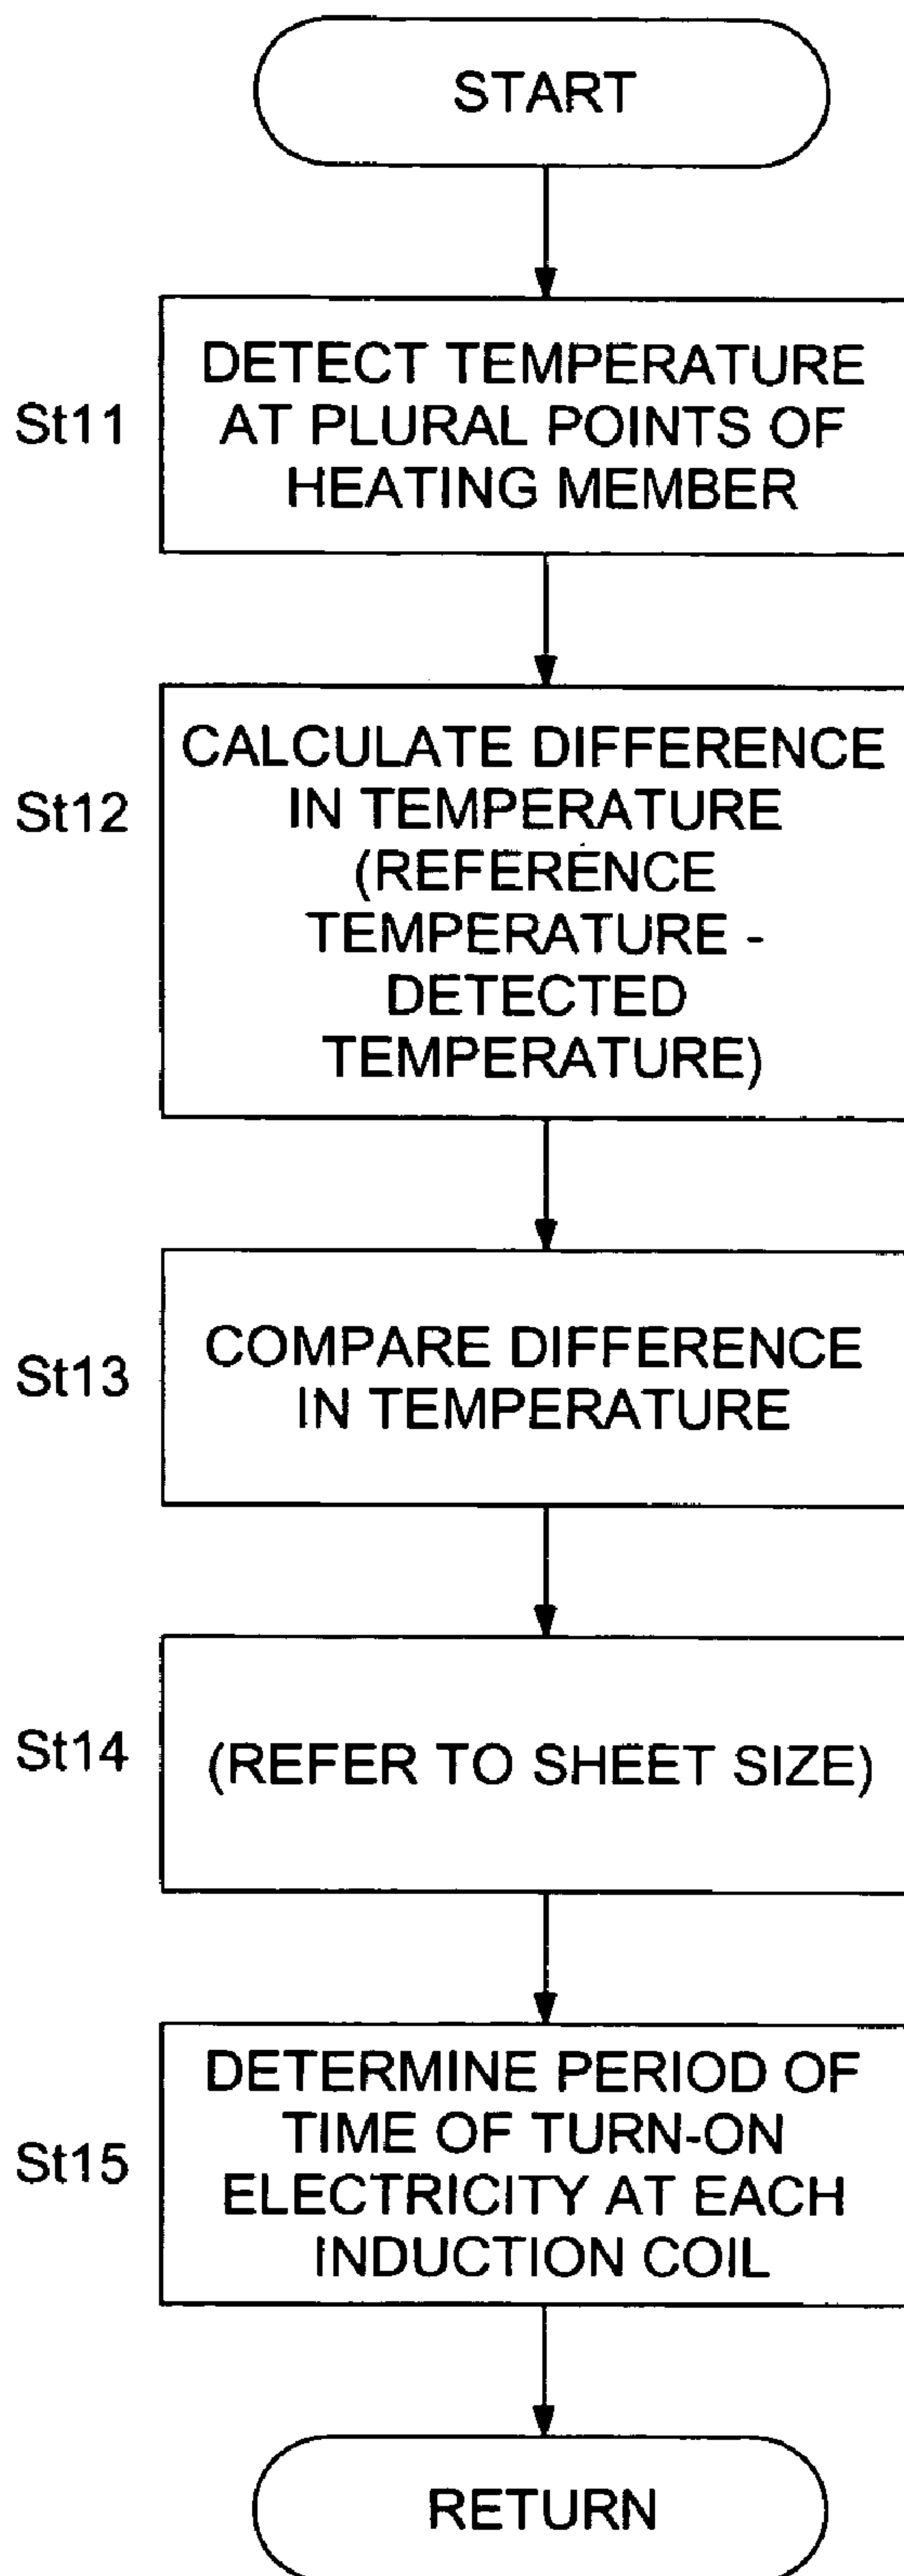 START
St11
DETECT TEMPERATURE
AT PLURAL POINTS OF
HEATING MEMBER
St12
CALCULATE DIFFERENCE
IN TEMPERATURE
(REFERENCE
TEMPERATURE -
DETECTED
TEMPERATURE)
St13
COMPARE DIFFERENCE
IN TEMPERATURE
St14
(REFER TO SHEET SIZE)
St15
DETERMINE PERIOD OF
TIME OF TURN-ON
ELECTRICITY AT EACH
INDUCTION COIL
RETURN